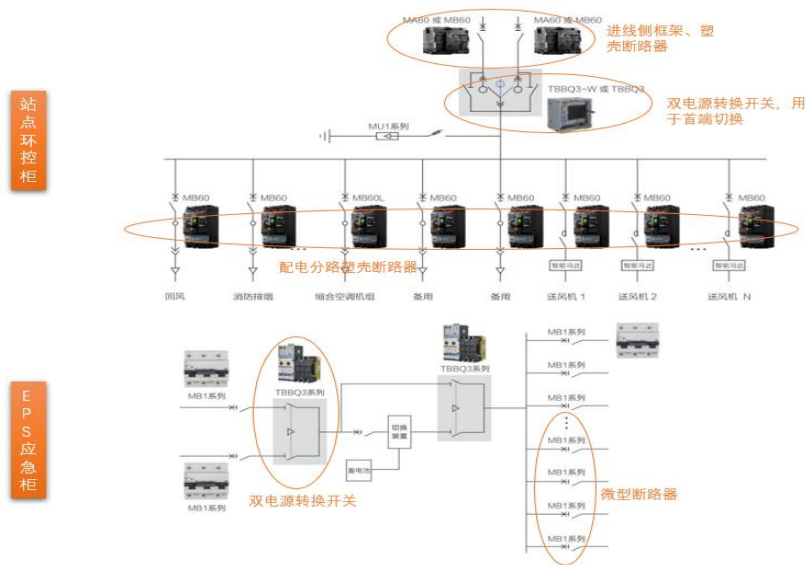 MA60 或 MB60
MA60 或 MB60
进线侧框架、塑
壳断路器
TBBQ3-W 或 TBBQ3
双电源转换开关，用
于首端切换
MU1系列
站点环控柜
MB60
MB60
MB60L
MB60
MB60
MB60
MB60
MB60
配电分路塑壳断路器
智能马达
智能马达
智能马达
回风
消防排烟
缩合空调机组
备用
备用
送风机 1
送风机 2
送风机 N
EPS应急柜
MB1系列
TBBQ3系列
TBBQ3系列
MB1系列
MB1系列
MB1系列
MB1系列
MB1系列
MB1系列
MB1系列
MB1系列
切换
装置
蓄电池
双电源转换开关
微型断路器